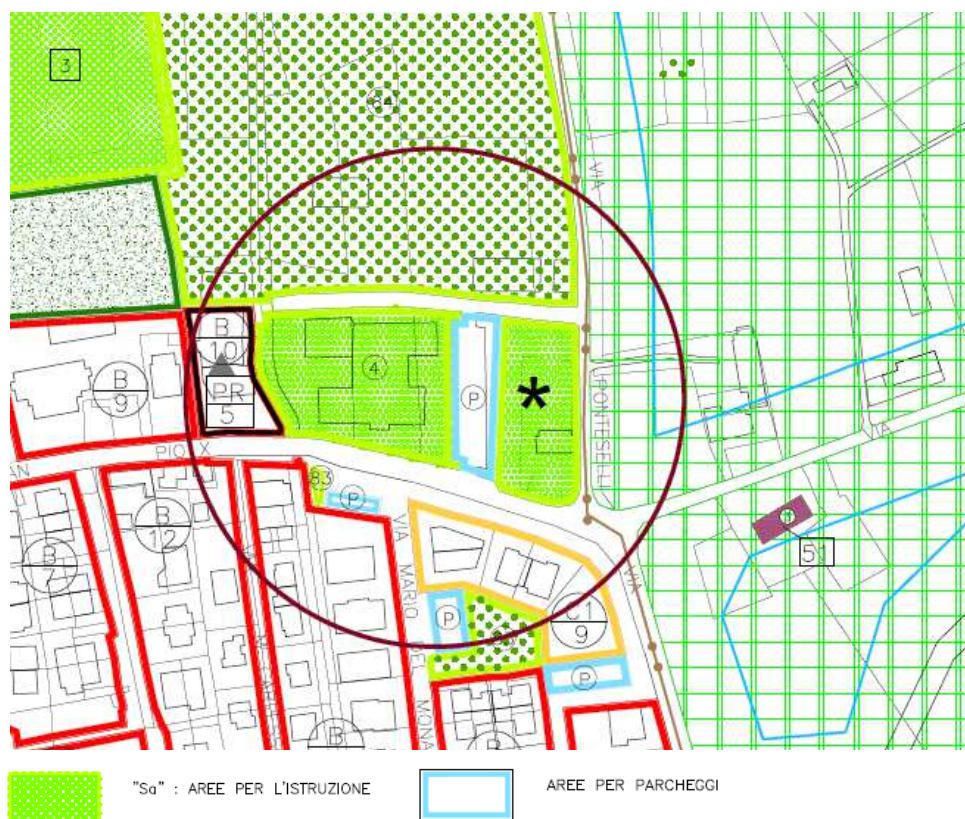 3
84
VIA
B
10
PR
5
4
P
*
PONTESELLI
B
9
PIO X
83
P
B
12
B
7
VIA
MARIO
DE
MONA
P
C1
9
P
VIA
51
B
B
"Sa" : AREE PER L'ISTRUZIONE
AREE PER PARCHEGGI